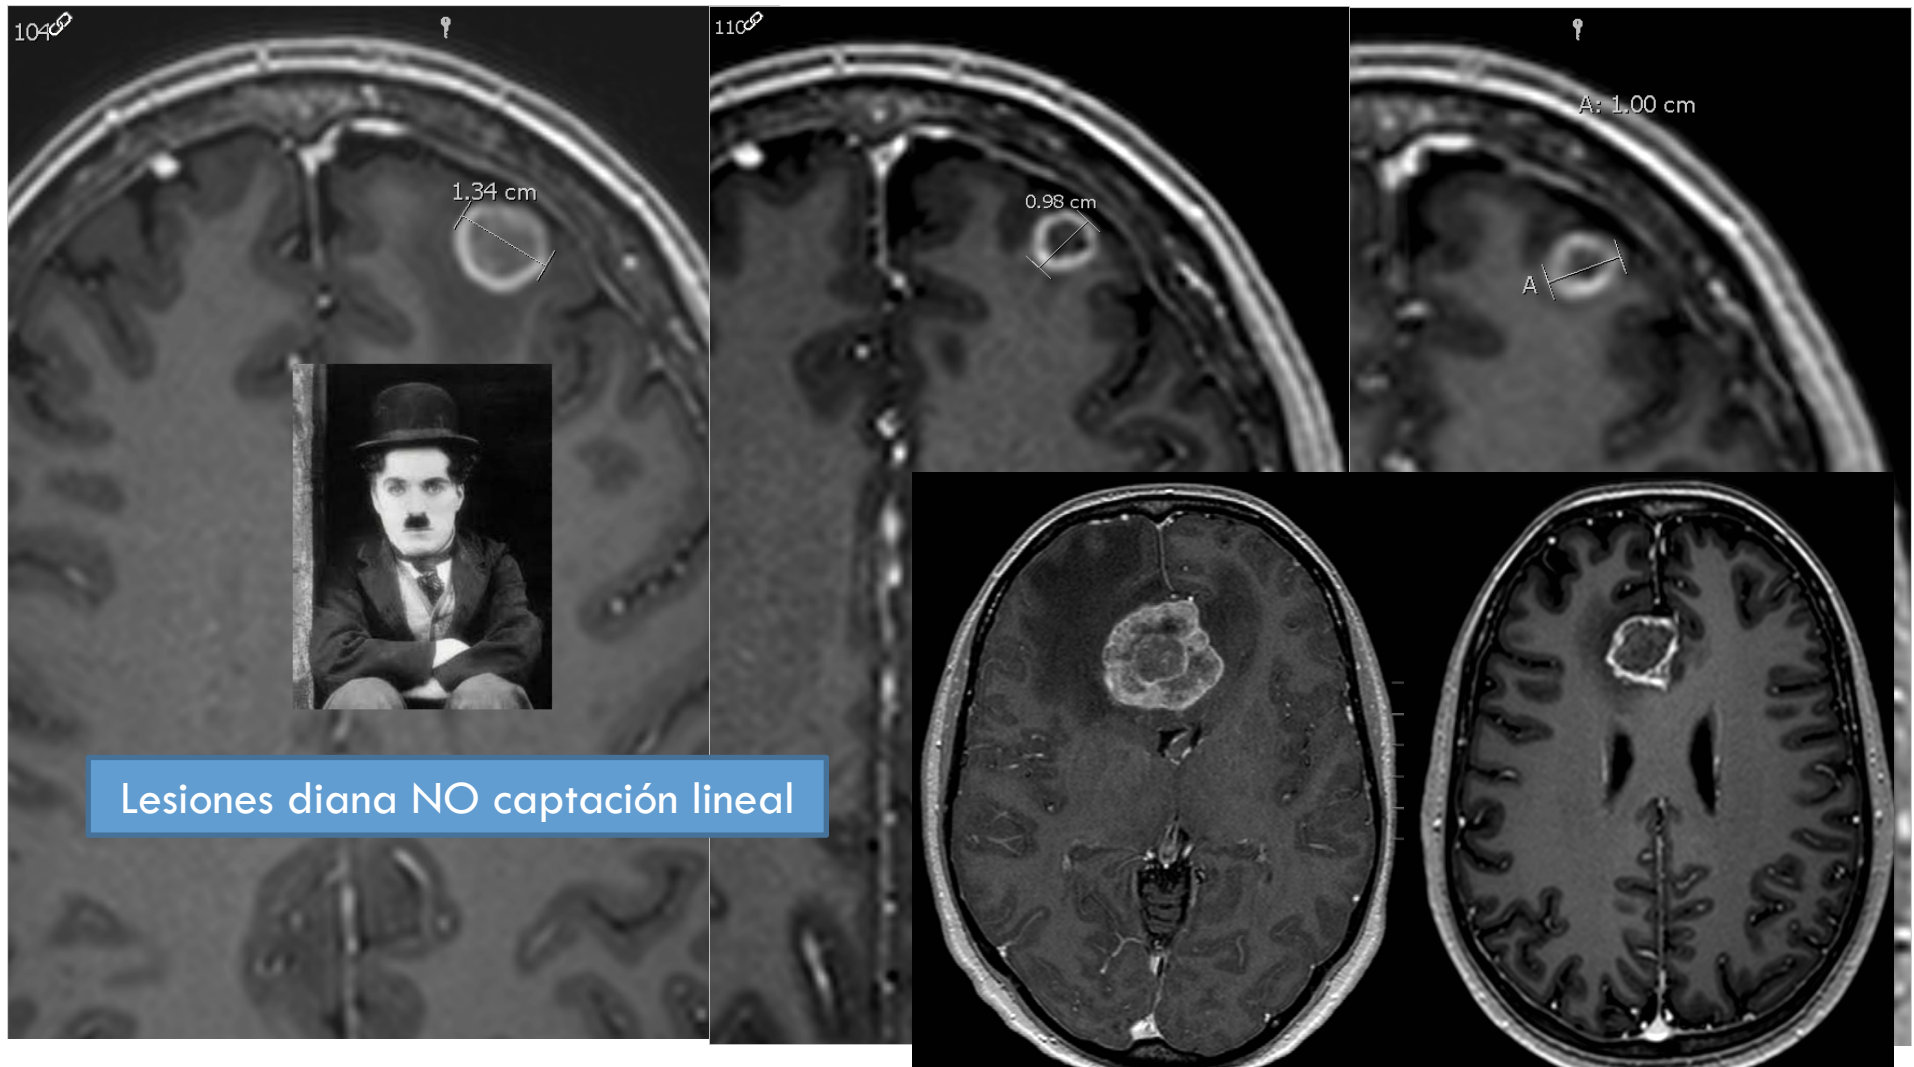 104
110
A: 1.00 cm
1.34 cm
0.98 cm
A
Lesiones diana NO captación lineal